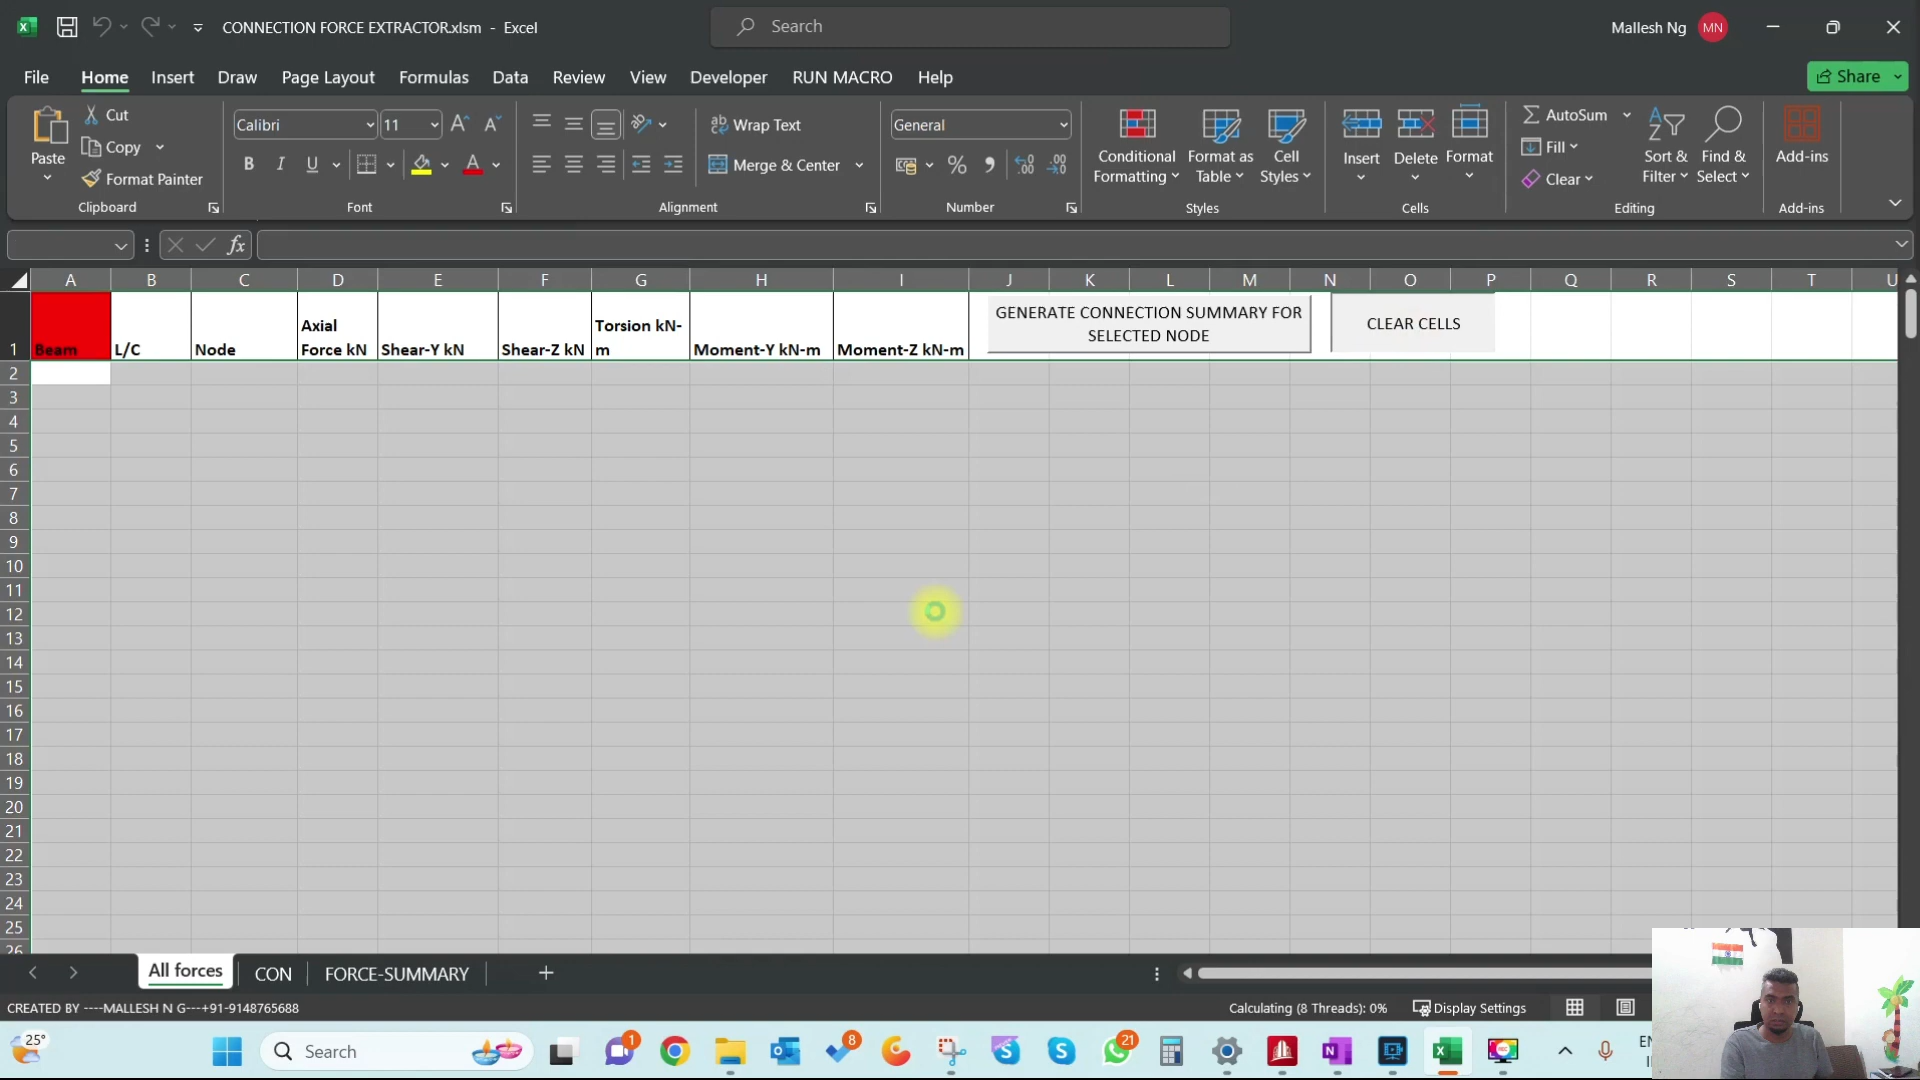 CONNECTION FORCE EXTRACTOR.xlsm - Excel
Search
Mallesh Ng
MN
File Home Insert Draw Page Layout Formulas Data Review View Developer RUN MACRO Help
Share
Paste
Cut
Copy
Format Painter
Clipboard
Calibri
11
B I U
Font
Wrap Text
Merge & Center
Alignment
General
Number
Conditional Formatting
Format as Table
Cell Styles
Styles
Insert
Delete
Format
Cells
AutoSum
Fill
Clear
Sort & Filter
Find & Select
Editing
Add-ins
Add-ins
fx
A B C D E F G H I J K L M N O P Q R S T U
1 Beam L/C Node Axial Force kN Shear-Y kN Shear-Z kN Torsion kN-m Moment-Y kN-m Moment-Z kN-m
GENERATE CONNECTION SUMMARY FOR SELECTED NODE
CLEAR CELLS
2
3
4
5
6
7
8
9
10
11
12
13
14
15
16
17
18
19
20
21
22
23
24
25
26
All forces CON FORCE-SUMMARY
CREATED BY ----MALLESH N G---+91-9148765688
Calculating (8 Threads): 0%
Display Settings
25°
Search
1
8
21